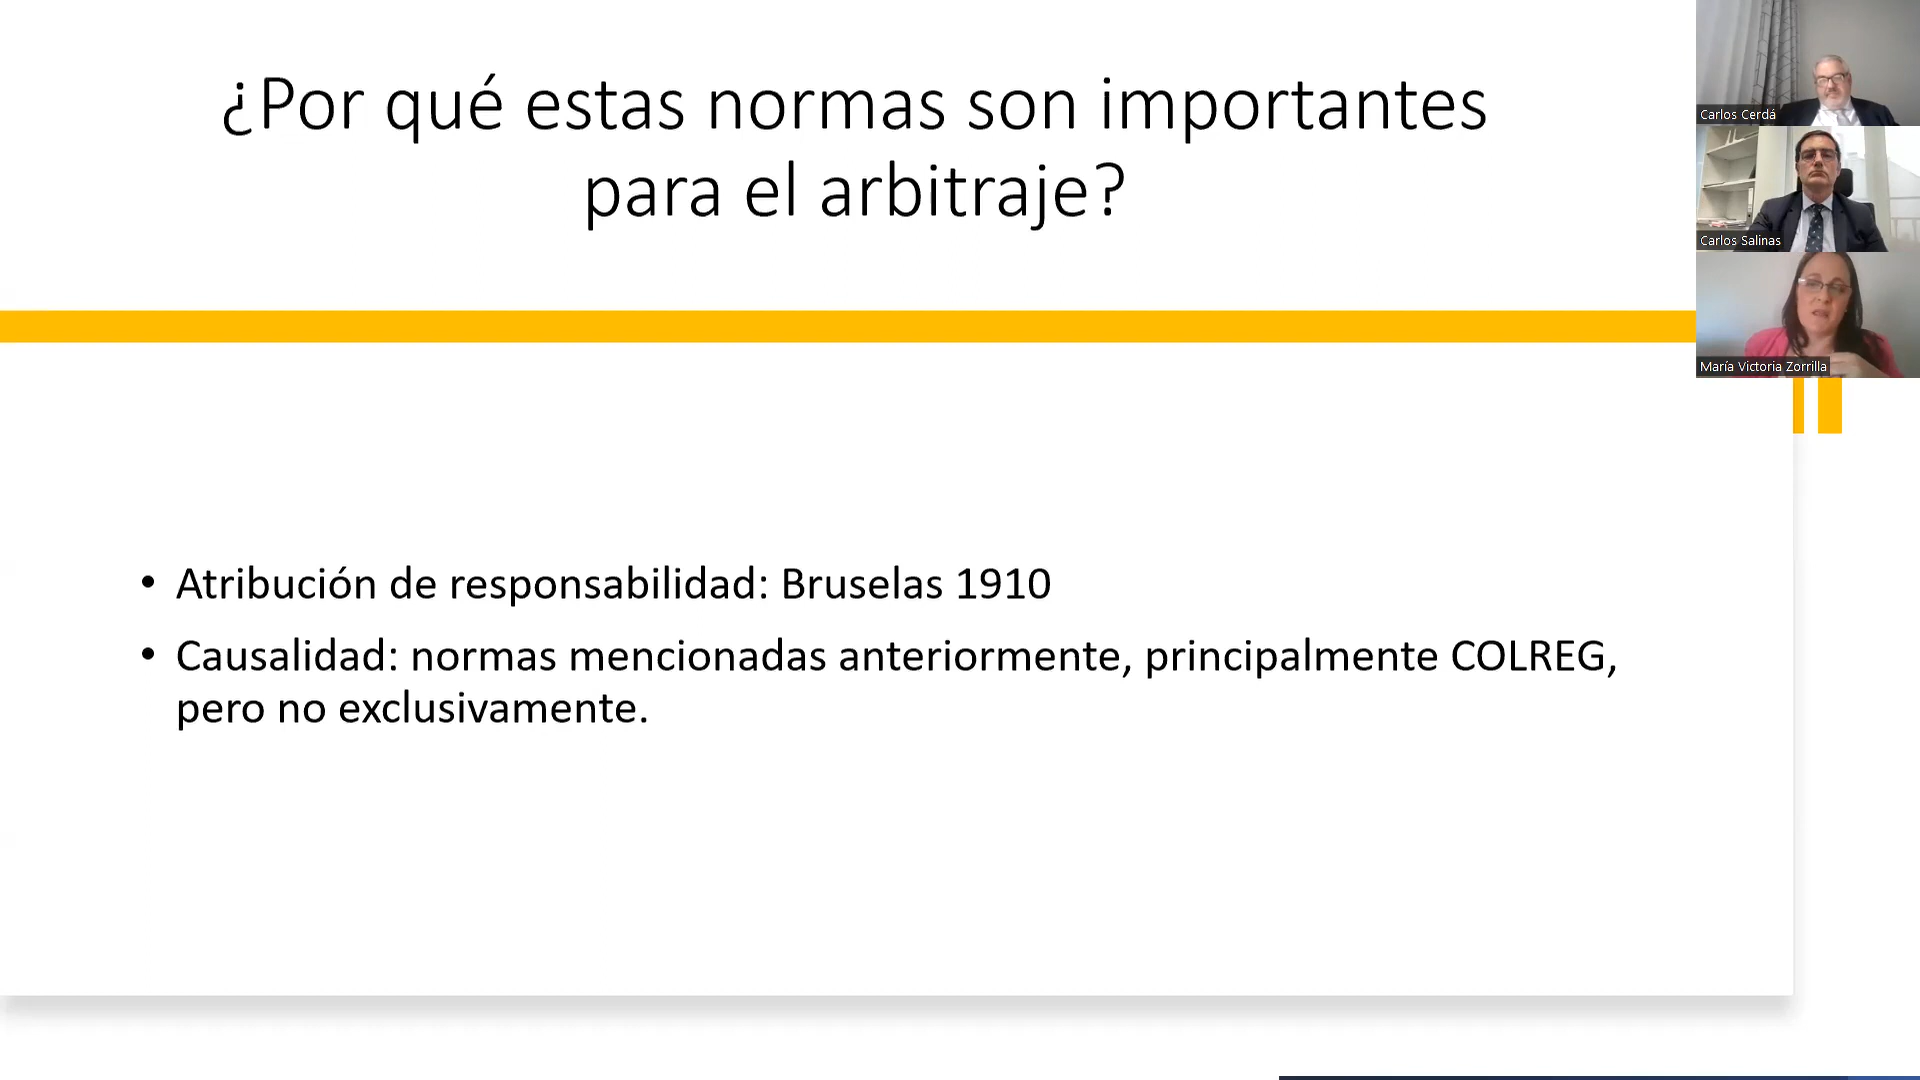 ¿Por qué estas normas son importantes
para el arbitraje?
Carlos Cerdá
Carlos Salinas
María Victoria Zorrilla
• Atribución de responsabilidad: Bruselas 1910
• Causalidad: normas mencionadas anteriormente, principalmente COLREG,
pero no exclusivamente.